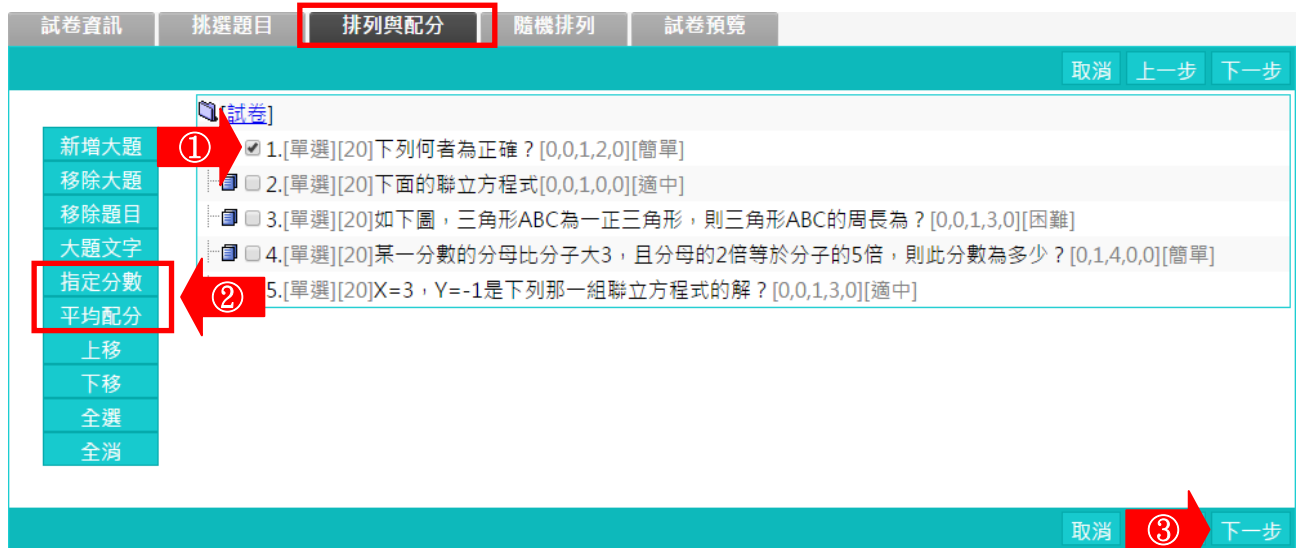 試卷資訊 挑選題目 排列與配分 隨機排列 試卷預覽
取消 上一步 下一步
[試卷]
新增大題 ① 1.[單選][20]下列何者為正確？[0,0,1,2,0][簡單]
移除大題 2.[單選][20]下面的聯立方程式[0,0,1,0,0][適中]
移除題目 3.[單選][20]如下圖，三角形ABC為一正三角形，則三角形ABC的周長為？[0,0,1,3,0][困難]
大題文字 4.[單選][20]某一分數的分母比分子大3，且分母的2倍等於分子的5倍，則此分數為多少？[0,1,4,0,0][簡單]
指定分數 ② 5.[單選][20]X=3，Y=-1是下列那一組聯立方程式的解？[0,0,1,3,0][適中]
平均配分
上移
下移
全選
全消
取消 ③ 下一步